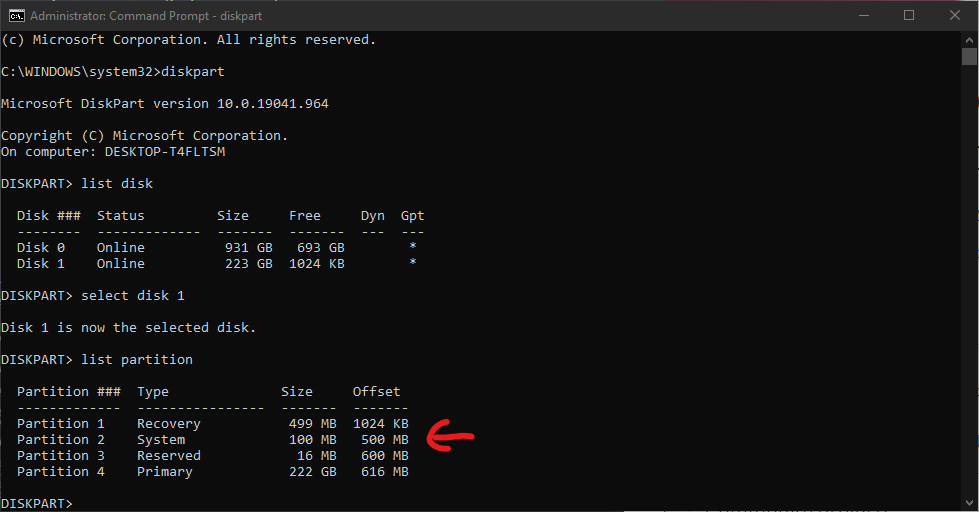 Administrator: Command Prompt - diskpart
(c) Microsoft Corporation. All rights reserved.
C:\WINDOWS\system32>diskpart
Microsoft DiskPart version 10.0.19041.964
Copyright (C) Microsoft Corporation.
On computer: DESKTOP-T4FLTSM
DISKPART> list disk
  Disk ###  Status         Size     Free     Dyn  Gpt
  --------  -------------  -------  -------  ---  ---
  Disk 0    Online          931 GB   693 GB        *
  Disk 1    Online          223 GB  1024 KB        *
DISKPART> select disk 1
Disk 1 is now the selected disk.
DISKPART> list partition
  Partition ###  Type              Size     Offset
  -------------  ----------------  -------  -------
  Partition 1    Recovery           499 MB  1024 KB
  Partition 2    System             100 MB   500 MB
  Partition 3    Reserved            16 MB   600 MB
  Partition 4    Primary            222 GB   616 MB
DISKPART>